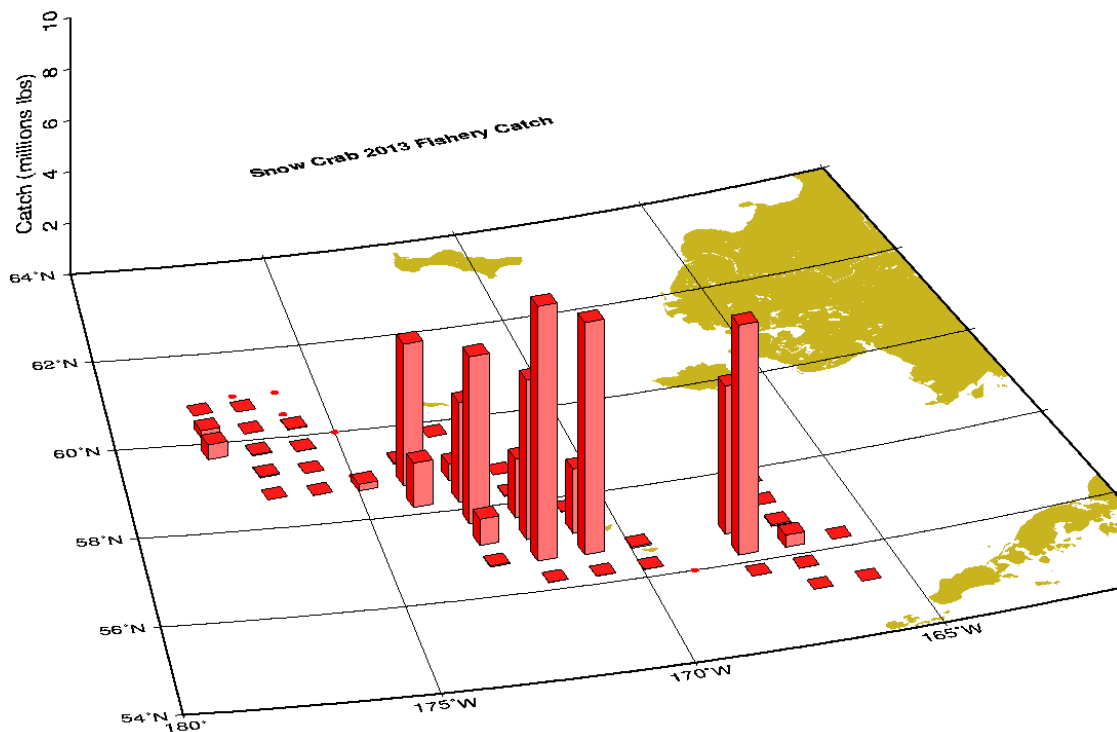 10
8
6
4
2
Catch (millions lbs)
Snow Crab 2013 Fishery Catch
64°N
62°N
60°N
58°N
56°N
54°N
180°
175°W
170°W
165°W